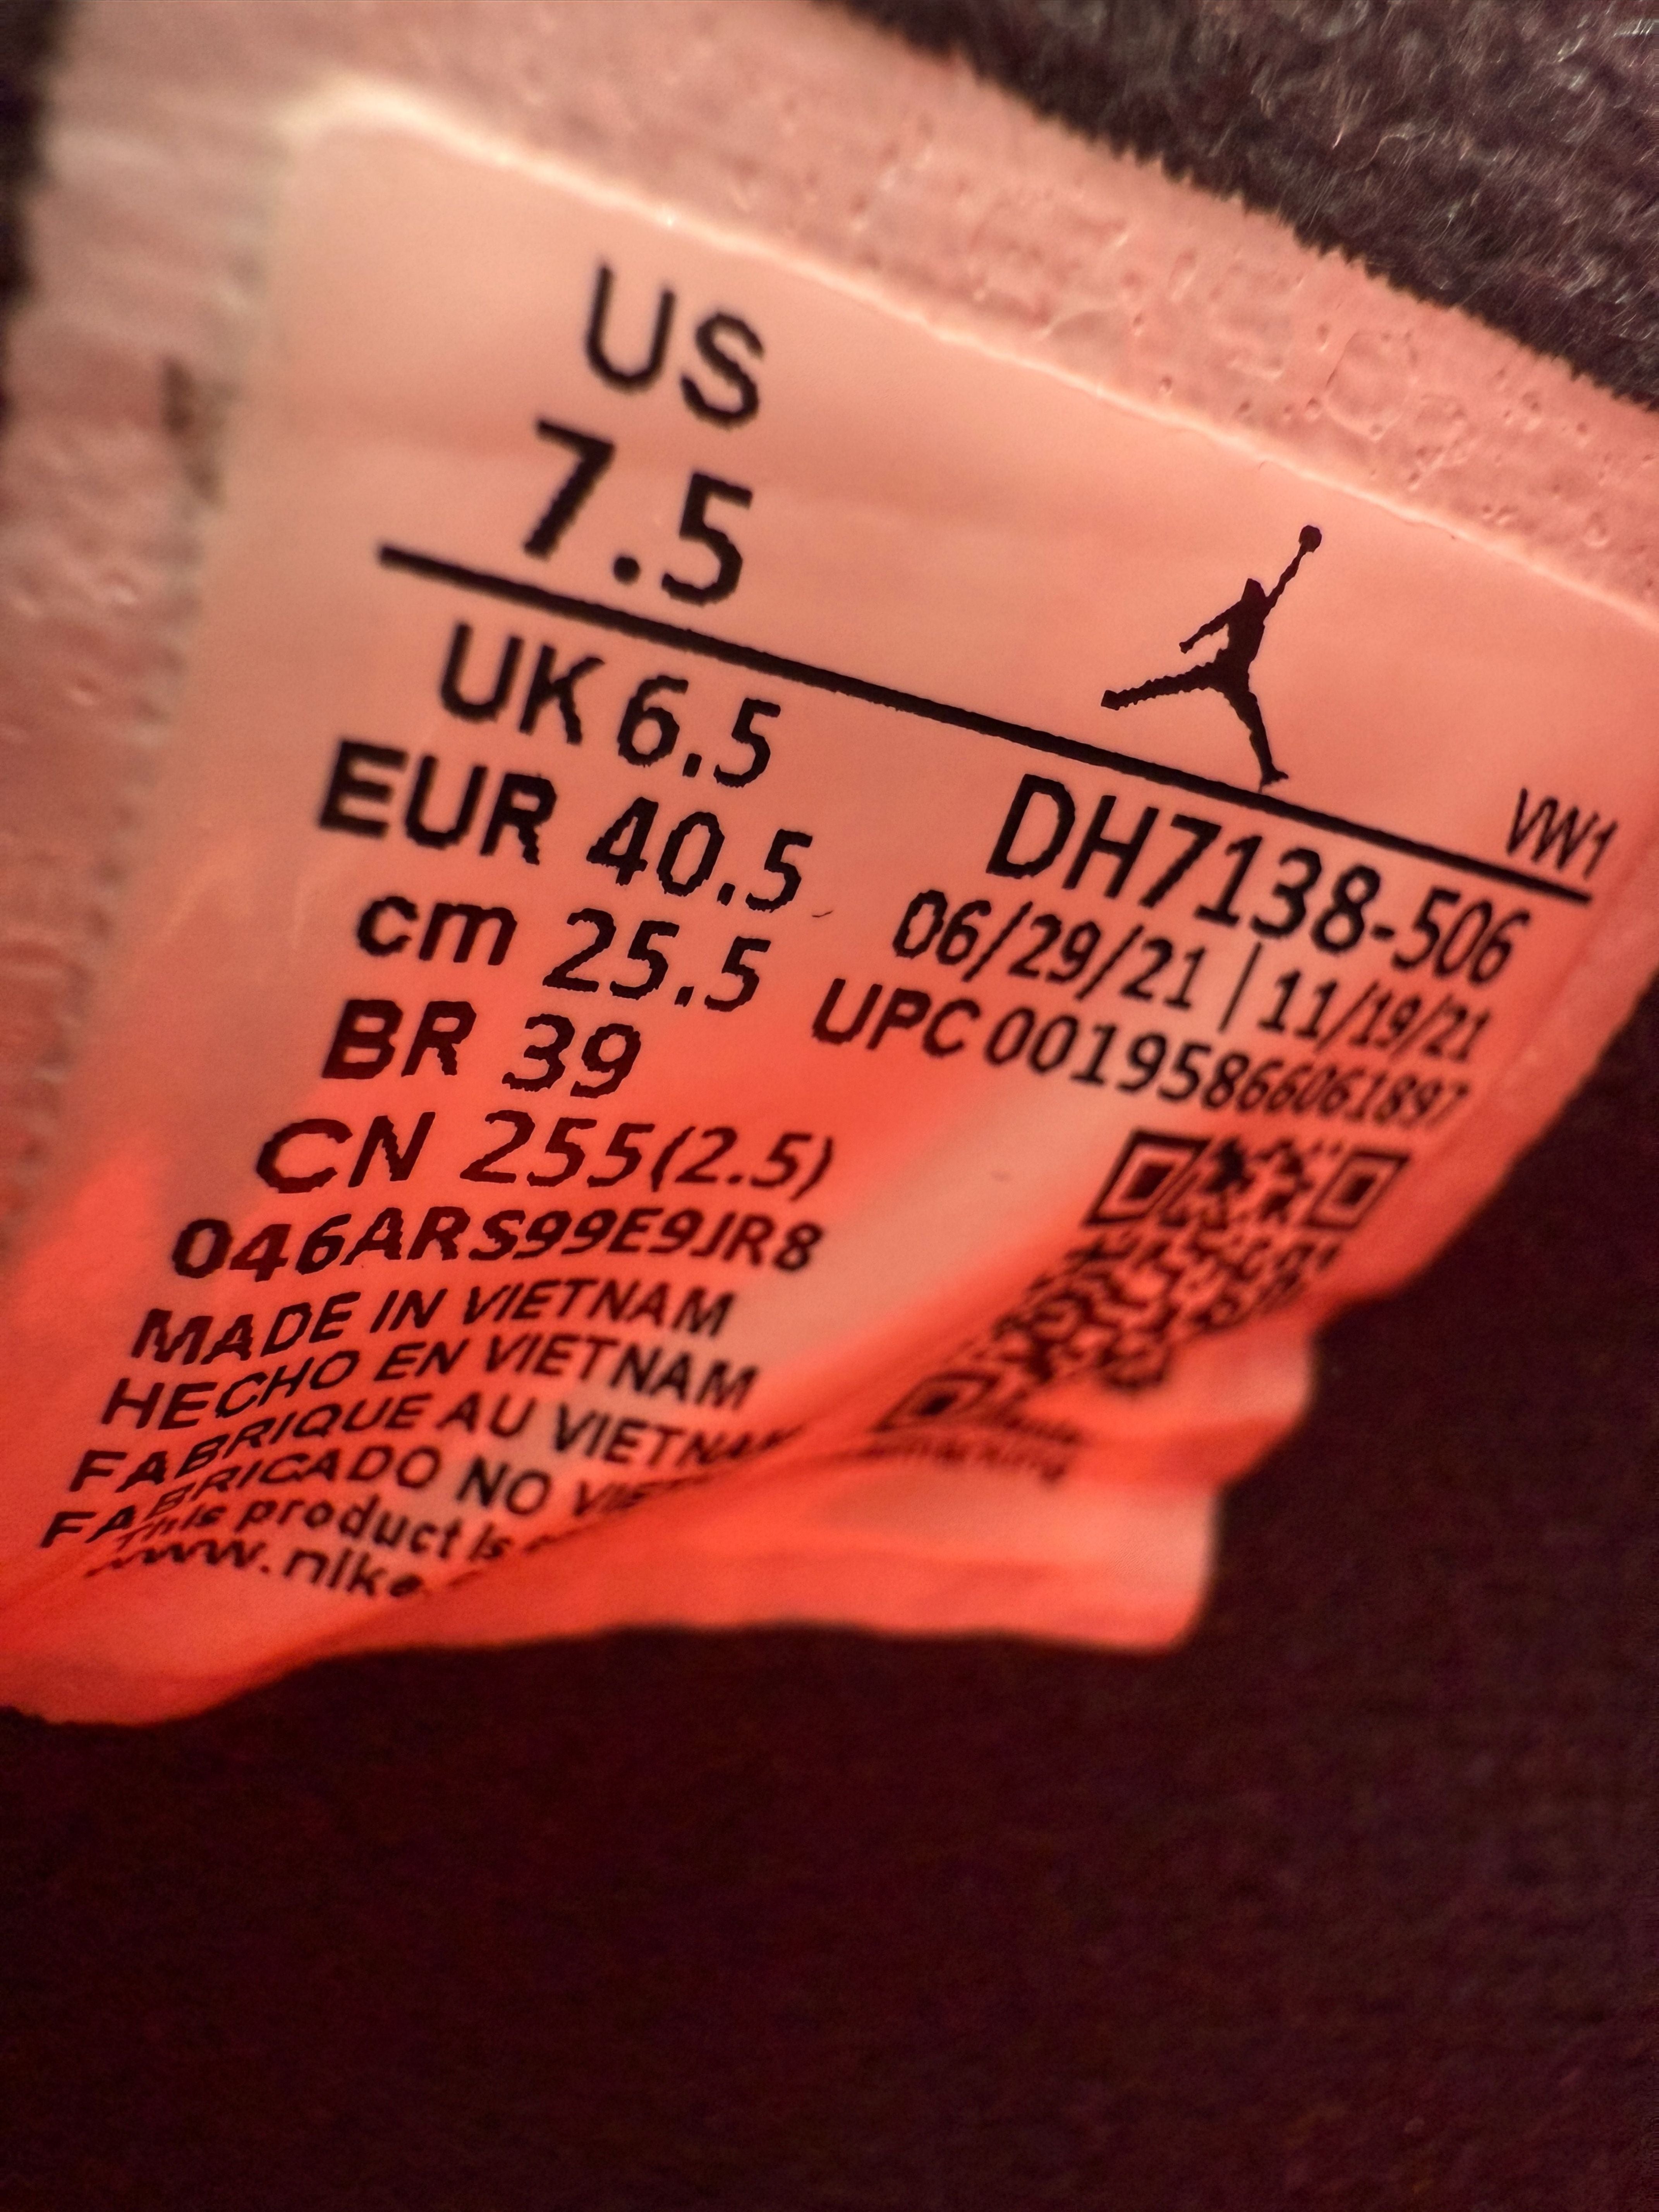 US
7.5
UK 6.5
EUR 40.5
cm 25.5
BR 39
CN 255(2.5)
046ARS99E9JR8
MADE IN VIETNAM
HECHO EN VIETNAM
FABRIQUE AU VIETNAM
FABRICADO NO
This product is
www.nike.
VW1
DH7138-506
06/29/21 | 11/19/21
UPC 00195866061897